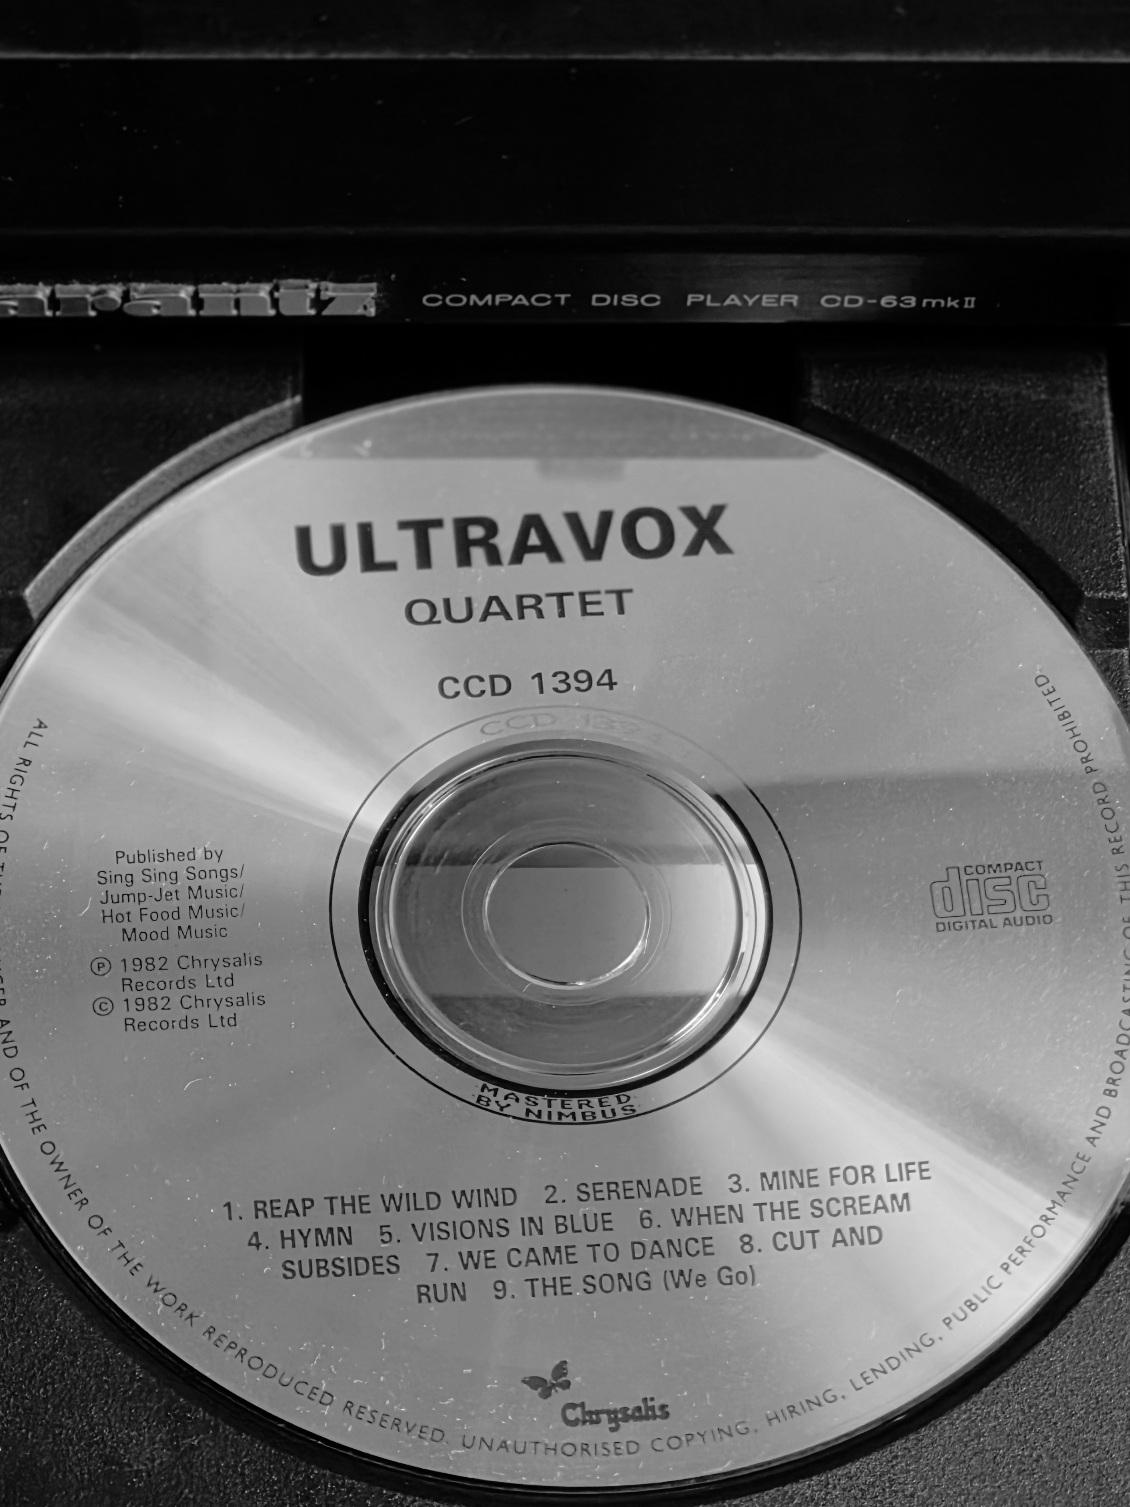 arantz COMPACT DISC PLAYER CD-63mkII
ULTRAVOX
QUARTET
CCD 1394
CCD 1394
Published by
Sing Sing Songs/
Jump-Jet Music/
Hot Food Music/
Mood Music
Ⓟ 1982 Chrysalis
Records Ltd
© 1982 Chrysalis
Records Ltd
COMPACT
disc
DIGITAL AUDIO
MASTERED
BY NIMBUS
1. REAP THE WILD WIND 2. SERENADE 3. MINE FOR LIFE
4. HYMN 5. VISIONS IN BLUE 6. WHEN THE SCREAM
SUBSIDES 7. WE CAME TO DANCE 8. CUT AND
RUN 9. THE SONG (We Go)
Chrysalis
ALL RIGHTS OF AND OF THE OWNER OF THE WORK REPRODUCED RESERVED. UNAUTHORISED COPYING, HIRING, LENDING, PUBLIC PERFORMANCE AND BROADCASTING OF THIS RECORD PROHIBITED.